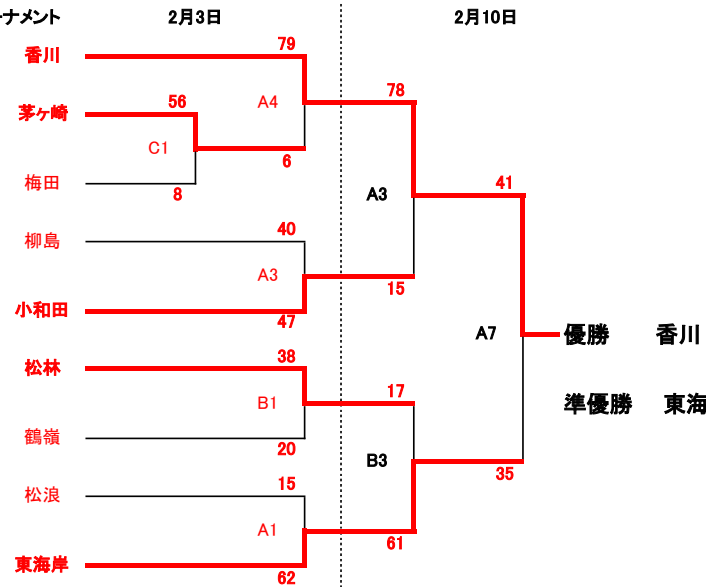 ーナメント 2月3日 2月10日
香川 79
78
茅ヶ崎 56 A4
C1 6 41
梅田 8 A3
柳島 40
A3 15
小和田 47
A7 優勝 香川
松林 38
B1 17 準優勝 東海
鶴嶺 20 B3 35
松浪 15
A1 61
東海岸 62